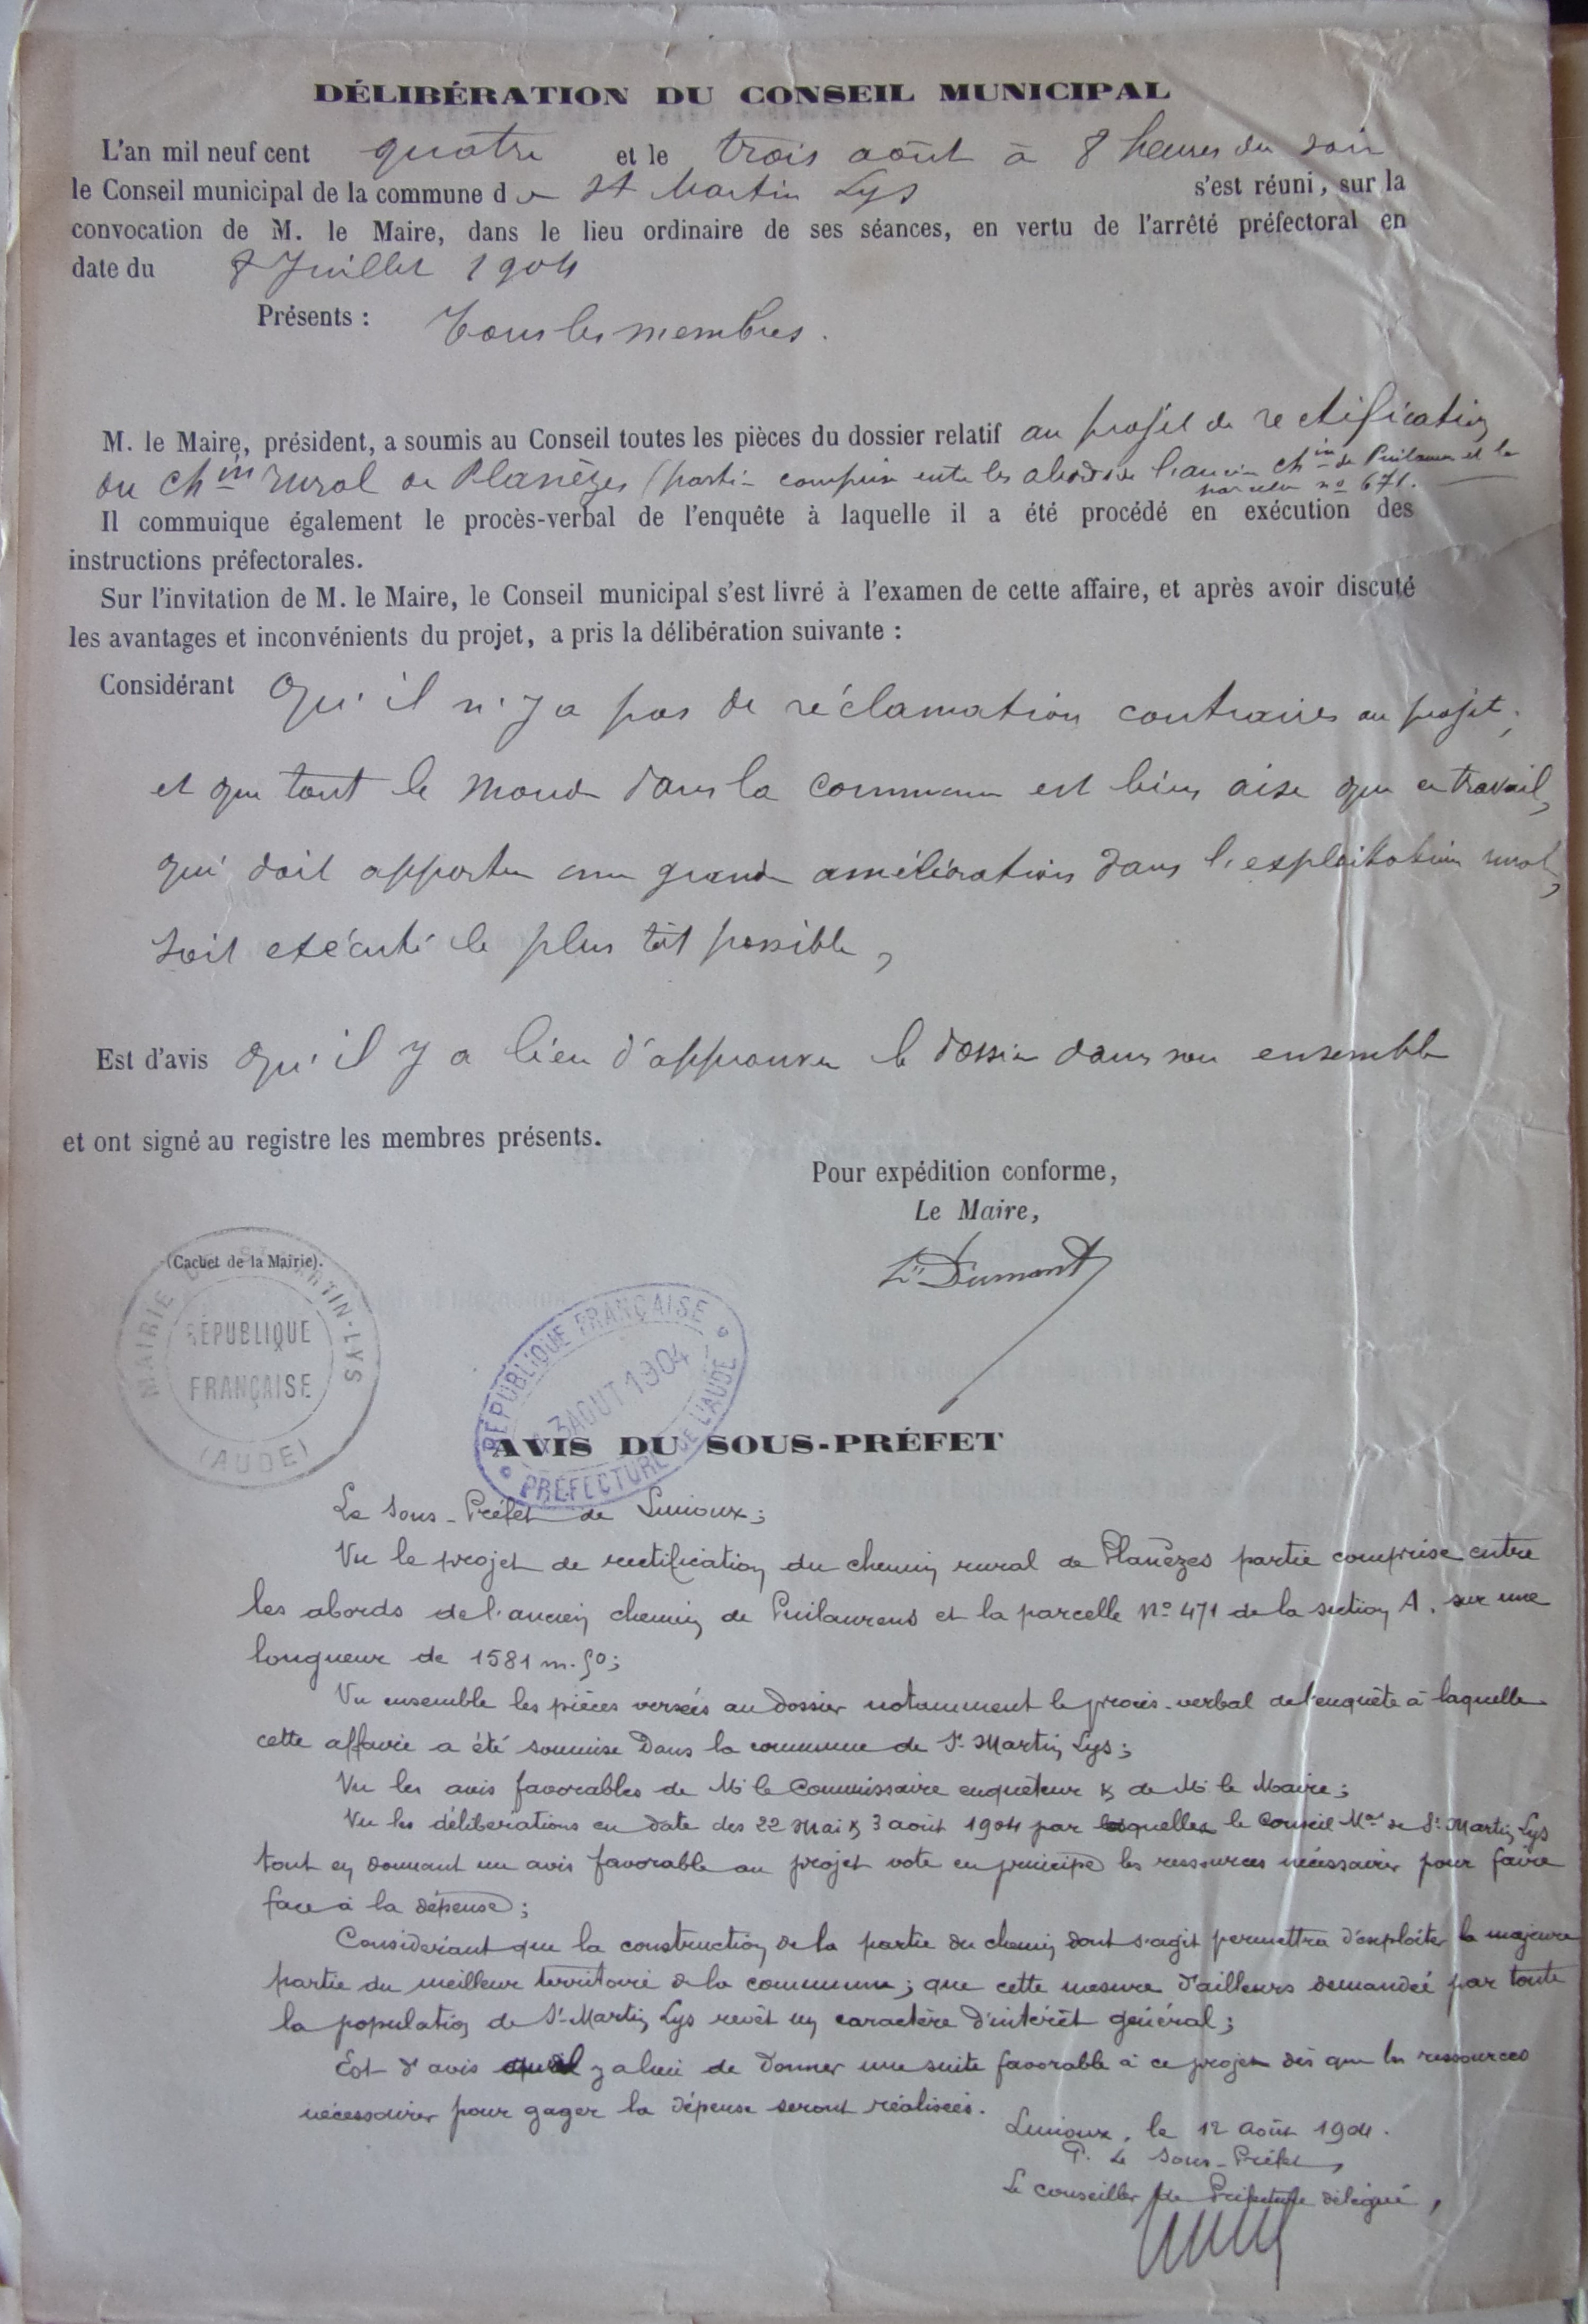 DÉLIBÉRATION DU CONSEIL MUNICIPAL
L'an mil neuf cent quatre et le trois août à 8 heures du soir
le Conseil municipal de la commune de St Martin Lys s'est réuni, sur la
convocation de M. le Maire, dans le lieu ordinaire de ses séances, en vertu de l'arrêté préfectoral en
date du 8 Juillet 1904
Présents : Tous les membres.
M. le Maire, président, a soumis au Conseil toutes les pièces du dossier relatif au projet de rectification
du chin rural de Planèzes (partie comprise entre les abords de l'ancien chin de Puilaurens et la
parcelle no 671.
Il commuique également le procès-verbal de l'enquête à laquelle il a été procédé en exécution des
instructions préfectorales.
Sur l'invitation de M. le Maire, le Conseil municipal s'est livré à l'examen de cette affaire, et après avoir discuté
les avantages et inconvénients du projet, a pris la délibération suivante :
Considérant qu'il n'y a pas de réclamation contraires au projet,
et que tout le monde dans la commune est bien aise que ce travail,
qui doit apporter une grande amélioration dans l'exploitation rurale,
soit exécuté le plus tôt possible,
Est d'avis qu'il y a lieu d'approuver le dossier dans son ensemble
et ont signé au registre les membres présents.
Pour expédition conforme,
Le Maire,
(Cachet de la Mairie).
Dumont
MAIRIE DE ST MARTIN-LYS
RÉPUBLIQUE
FRANÇAISE
(AUDE)
RÉPUBLIQUE FRANÇAISE
3 AOUT 1904
PRÉFECTURE DE L'AUDE
AVIS DU SOUS-PRÉFET
Le Sous-Préfet de Limoux ;
Vu le projet de rectification du chemin rural de Planèzes partie comprise entre
les abords de l'ancien chemin de Puilaurens et la parcelle No 471 de la section A. sur une
longueur de 1581 m. 50 ;
Vu ensemble les pièces versées au dossier notamment le procès-verbal de l'enquête à laquelle
cette affaire a été soumise dans la commune de St Martin Lys ;
Vu les avis favorables de Mr le Commissaire enquêteur & de Mr le Maire ;
Vu les délibérations en date des 22 Mai & 3 août 1904 par lesquelles le Conseil Mal de St Martin Lys
tout en donnant un avis favorable au projet vote en principe les ressources nécessaires pour faire
face à la dépense ;
Considérant que la construction de la partie du chemin dont s'agit permettra d'exploiter la majeure
partie du meilleur territoire de la commune ; que cette mesure d'ailleurs demandée par toute
la population de St Martin Lys revêt un caractère d'intérêt général ;
Est d'avis qu'il y a lieu de donner une suite favorable à ce projet dès que les ressources
nécessaires pour gager la dépense seront réalisées.
Limoux, le 12 Août 1904.
P. Le Sous-Préfet,
Le conseiller de Préfecture délégué,